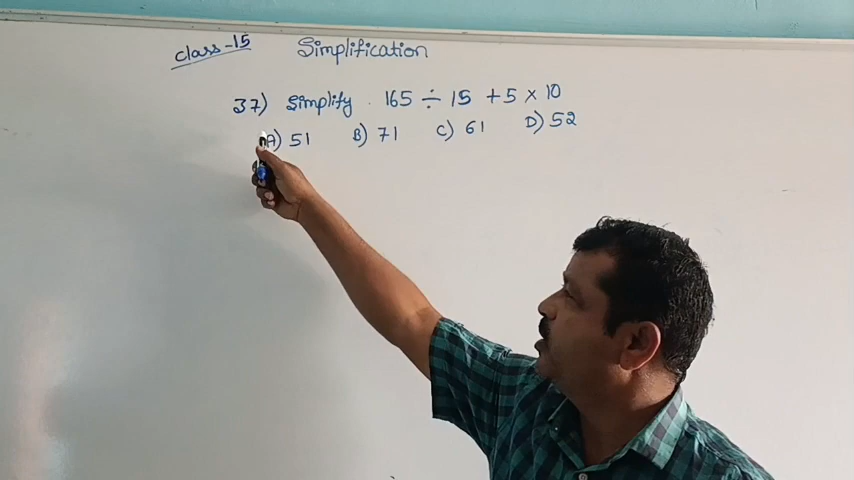 class-15 Simplification
37) Simplify. 165 ÷ 15 + 5 × 10
A) 51 B) 71 C) 61 D) 52